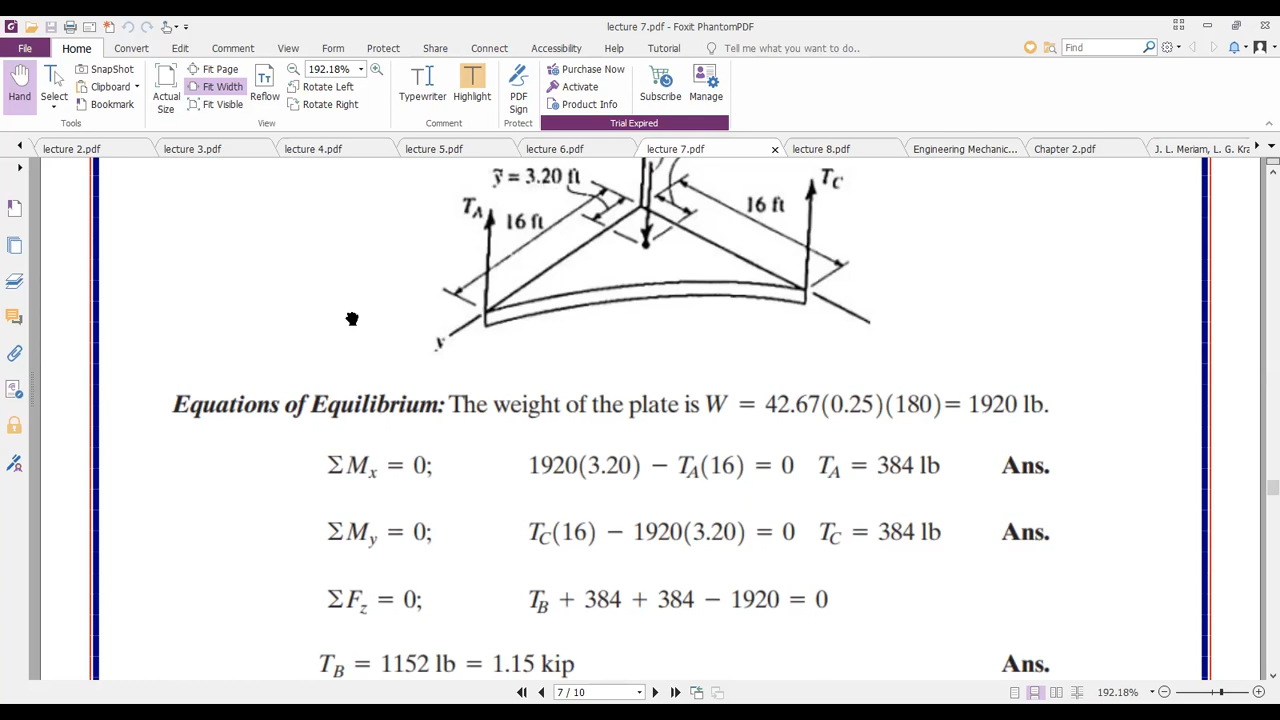 lecture 7.pdf - Foxit PhantomPDF
File Home Convert Edit Comment View Form Protect Share Connect Accessibility Help Tutorial Tell me what you want to do.. Find
Hand
Select
SnapShot
Clipboard
Bookmark
Tools
Actual Size
Fit Page
Fit Width
Fit Visible
Reflow
192.18%
Rotate Left
Rotate Right
View
Typewriter
Highlight
Comment
PDF Sign
Protect
Purchase Now
Activate
Product Info
Subscribe
Manage
Trial Expired
lecture 2.pdf lecture 3.pdf lecture 4.pdf lecture 5.pdf lecture 6.pdf lecture 7.pdf lecture 8.pdf Engineering Mechanic... Chapter 2.pdf J. L. Meriam, L. G. Kra
y̅ = 3.20 ft
T_A
16 ft
16 ft
T_C
y
Equations of Equilibrium: The weight of the plate is W = 42.67(0.25)(180)= 1920 lb.
ΣM_x = 0; 1920(3.20) − T_A(16) = 0 T_A = 384 lb Ans.
ΣM_y = 0; T_C(16) − 1920(3.20) = 0 T_C = 384 lb Ans.
ΣF_z = 0; T_B + 384 + 384 − 1920 = 0
T_B = 1152 lb = 1.15 kip Ans.
7 / 10 192.18%